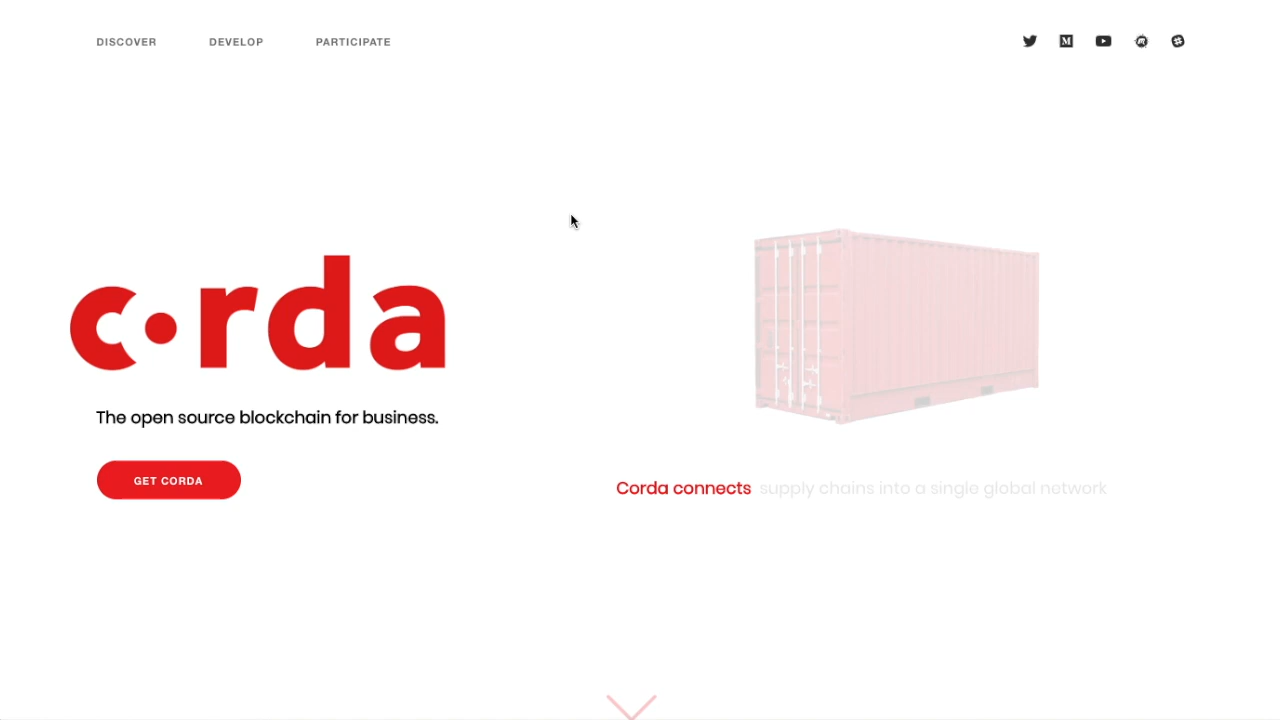 DISCOVER DEVELOP PARTICIPATE
corda
The open source blockchain for business.
GET CORDA
Corda connects supply chains into a single global network